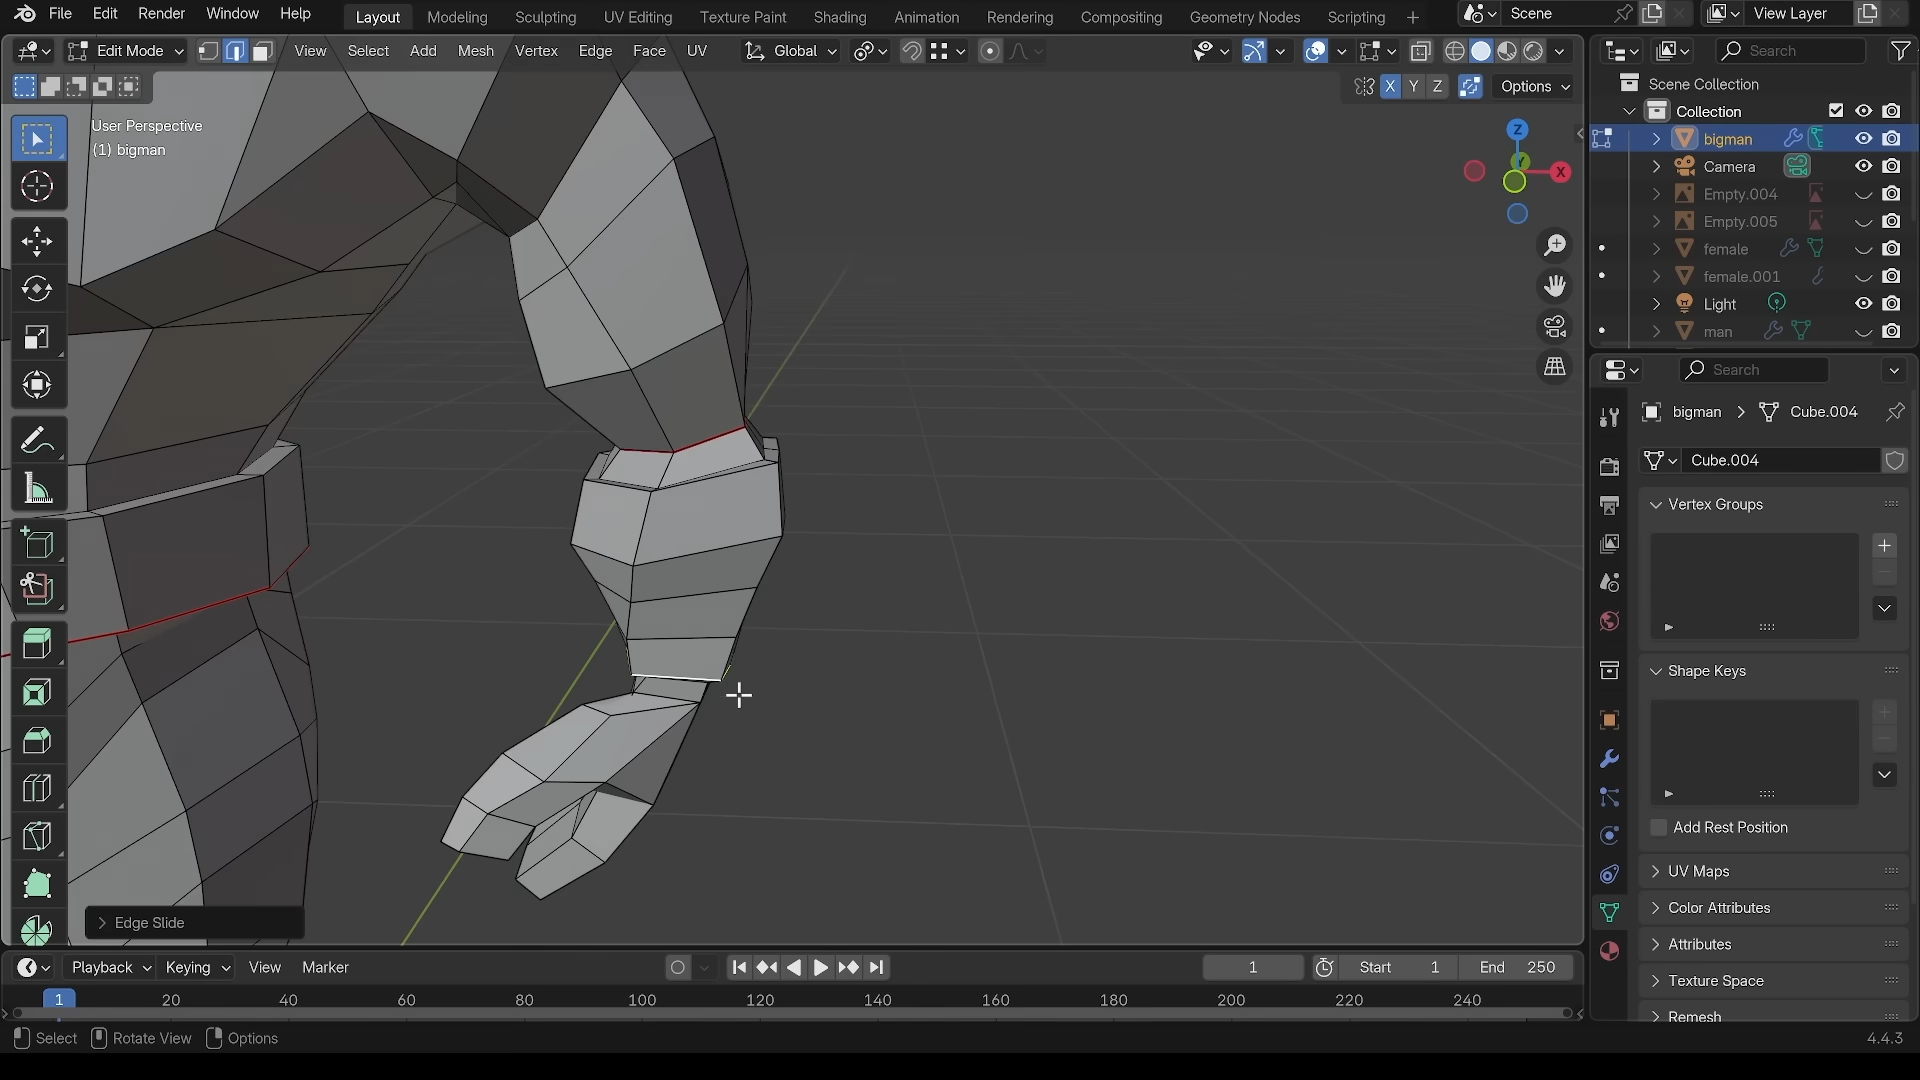 File Edit Render Window Help Layout Modeling Sculpting UV Editing Texture Paint Shading Animation Rendering Compositing Geometry Nodes Scripting + Scene View Layer
Edit Mode View Select Add Mesh Vertex Edge Face UV Global Search
X Y Z Options
User Perspective
(1) bigman
Z
Y
X
Edge Slide
Scene Collection
Collection
bigman
Camera
Empty.004
Empty.005
female
female.001
Light
man
Search
bigman Cube.004
Cube.004
Vertex Groups
Shape Keys
Add Rest Position
UV Maps
Color Attributes
Attributes
Texture Space
Remesh
Playback Keying View Marker 1 Start 1 End 250
1 20 40 60 80 100 120 140 160 180 200 220 240
Select Rotate View Options 4.4.3